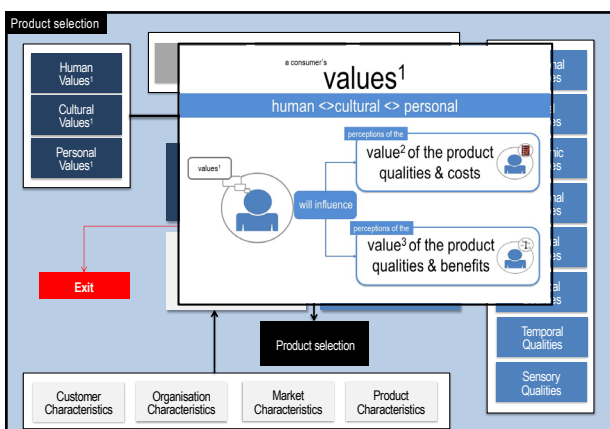 Product selection
Human
Values¹
Cultural
Values¹
Personal
Values¹
a consumer's
values¹
human <>cultural <> personal
values¹
will influence
perceptions of the
value² of the product
qualities & costs
perceptions of the
value³ of the product
qualities & benefits
Exit
Product selection
Temporal
Qualities
Sensory
Qualities
Customer
Characteristics
Organisation
Characteristics
Market
Characteristics
Product
Characteristics